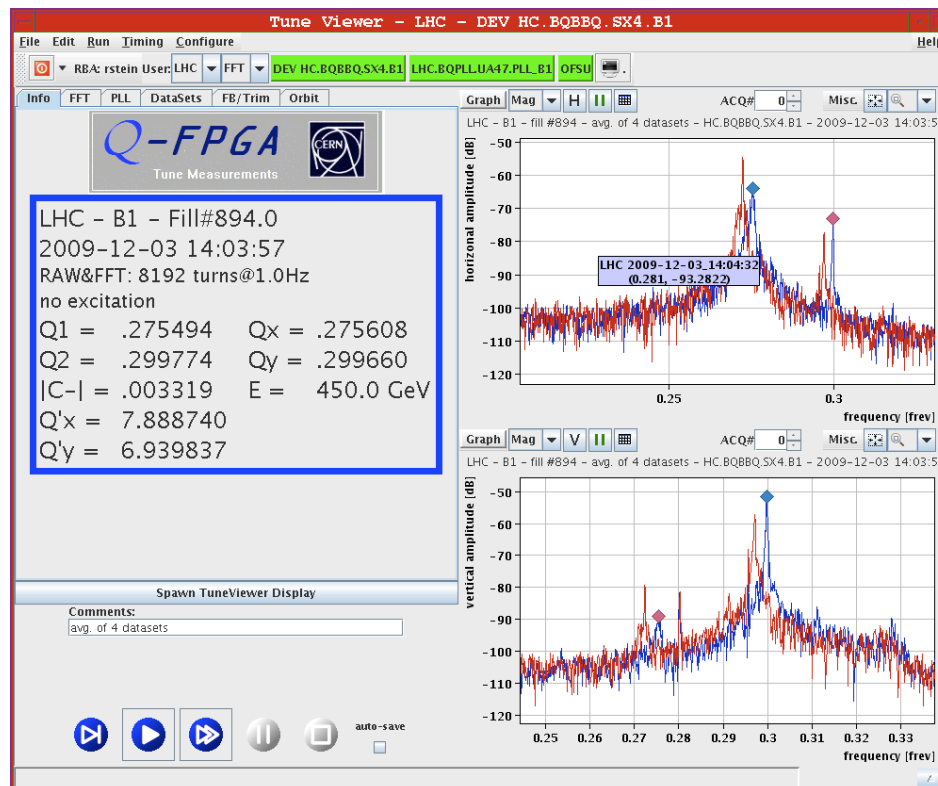 Tune Viewer - LHC - DEV HC.BQBBQ.SX4.B1
File Edit Run Timing Configure Help
RBA: rstein User: LHC FFT DEV HC.BQBBQ.SX4.B1 LHC.BQPLL.UA47.PLL_B1 OFSU
Info FFT PLL DataSets FB/Trim Orbit
Q-FPGA
Tune Measurements
CERN
LHC - B1 - Fill#894.0
2009-12-03 14:03:57
RAW&FFT: 8192 turns@1.0Hz
no excitation
Q1 = .275494 Qx = .275608
Q2 = .299774 Qy = .299660
|C-| = .003319 E = 450.0 GeV
Q'x = 7.888740
Q'y = 6.939837
Spawn TuneViewer Display
Comments:
avg. of 4 datasets
auto-save
Graph Mag H ACQ# 0 Misc.
LHC - B1 - fill #894 - avg. of 4 datasets - HC.BQBBQ.SX4.B1 - 2009-12-03 14:03:5
horizonal amplitude [dB]
-50
-60
-70
-80
-90
-100
-110
-120
LHC 2009-12-03_14:04:32
(0.281, -93.2822)
0.25 0.3
frequency [frev]
Graph Mag V ACQ# 0 Misc.
LHC - B1 - fill #894 - avg. of 4 datasets - HC.BQBBQ.SX4.B1 - 2009-12-03 14:03:5
vertical amplitude [dB]
-50
-60
-70
-80
-90
-100
-110
-120
0.25 0.26 0.27 0.28 0.29 0.3 0.31 0.32 0.33
frequency [frev]